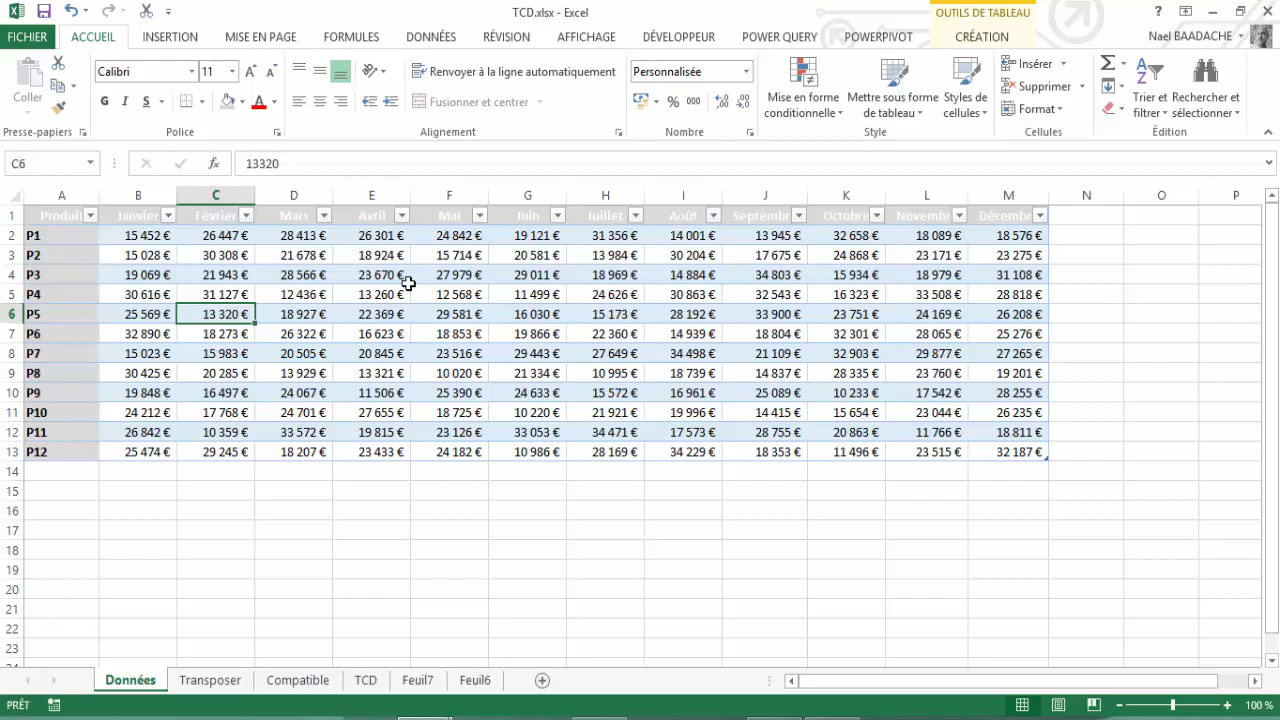 TCD.xlsx - Excel
OUTILS DE TABLEAU
?
FICHIER ACCUEIL INSERTION MISE EN PAGE FORMULES DONNÉES RÉVISION AFFICHAGE DÉVELOPPEUR POWER QUERY POWERPIVOT CRÉATION Nael BAADACHE
Coller
Calibri 11
G I S
Renvoyer à la ligne automatiquement
Fusionner et centrer
Personnalisée
% 000
Mise en forme conditionnelle
Mettre sous forme de tableau
Styles de cellules
Insérer
Supprimer
Format
Trier et filtrer
Rechercher et sélectionner
Presse-papiers Police Alignement Nombre Style Cellules Édition
C6 fx 13320
A B C D E F G H I J K L M N O P
1 Produi Janvier Février Mars Avril Mai Juin Juillet Août Septembr Octobre Novembr Décembr
2 P1 15 452 € 26 447 € 28 413 € 26 301 € 24 842 € 19 121 € 31 356 € 14 001 € 13 945 € 32 658 € 18 089 € 18 576 €
3 P2 15 028 € 30 308 € 21 678 € 18 924 € 15 714 € 20 581 € 13 984 € 30 204 € 17 675 € 24 868 € 23 171 € 23 275 €
4 P3 19 069 € 21 943 € 28 566 € 23 670 € 27 979 € 29 011 € 18 969 € 14 884 € 34 803 € 15 934 € 18 979 € 31 108 €
5 P4 30 616 € 31 127 € 12 436 € 13 260 € 12 568 € 11 499 € 24 626 € 30 863 € 32 543 € 16 323 € 33 508 € 28 818 €
6 P5 25 569 € 13 320 € 18 927 € 22 369 € 29 581 € 16 030 € 15 173 € 28 192 € 33 900 € 23 751 € 24 169 € 26 208 €
7 P6 32 890 € 18 273 € 26 322 € 16 623 € 18 853 € 19 866 € 22 360 € 14 939 € 18 804 € 32 301 € 28 065 € 25 276 €
8 P7 15 023 € 15 983 € 20 505 € 20 845 € 23 516 € 29 443 € 27 649 € 34 498 € 21 109 € 32 903 € 29 877 € 27 265 €
9 P8 30 425 € 20 285 € 13 929 € 13 321 € 10 020 € 21 334 € 10 995 € 18 739 € 14 837 € 28 335 € 23 760 € 19 201 €
10 P9 19 848 € 16 497 € 24 067 € 11 506 € 25 390 € 24 633 € 15 572 € 16 961 € 25 089 € 10 233 € 17 542 € 28 255 €
11 P10 24 212 € 17 768 € 24 701 € 27 655 € 18 725 € 10 220 € 21 921 € 19 996 € 14 415 € 15 654 € 23 044 € 26 235 €
12 P11 26 842 € 10 359 € 33 572 € 19 815 € 23 126 € 33 053 € 34 471 € 17 573 € 28 755 € 20 863 € 11 766 € 18 811 €
13 P12 25 474 € 29 245 € 18 207 € 23 433 € 24 182 € 10 986 € 28 169 € 34 229 € 18 353 € 11 496 € 23 515 € 32 187 €
14
15
16
17
18
19
20
21
22
23
Données Transposer Compatible TCD Feuil7 Feuil6
PRÊT 100 %